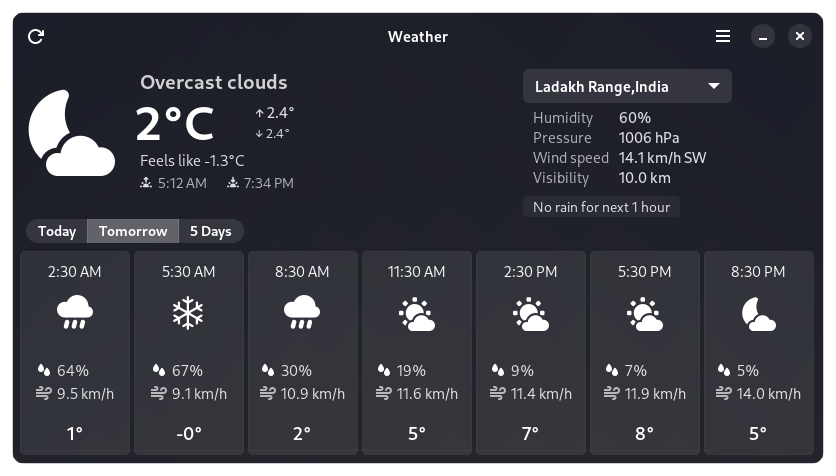 Weather
Overcast clouds
2°C
↑ 2.4°
↓ 2.4°
Feels like -1.3°C
5:12 AM 7:34 PM
Ladakh Range,India
Humidity 60%
Pressure 1006 hPa
Wind speed 14.1 km/h SW
Visibility 10.0 km
No rain for next 1 hour
Today Tomorrow 5 Days
2:30 AM 5:30 AM 8:30 AM 11:30 AM 2:30 PM 5:30 PM 8:30 PM
64% 67% 30% 19% 9% 7% 5%
9.5 km/h 9.1 km/h 10.9 km/h 11.6 km/h 11.4 km/h 11.9 km/h 14.0 km/h
1° -0° 2° 5° 7° 8° 5°